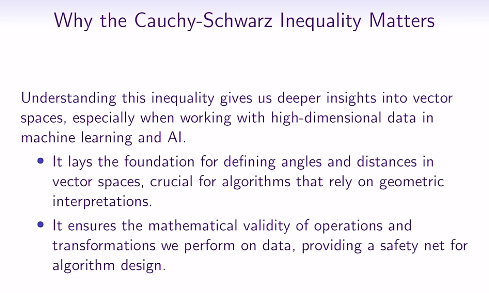 Why the Cauchy-Schwarz Inequality Matters
Understanding this inequality gives us deeper insights into vector
spaces, especially when working with high-dimensional data in
machine learning and AI.
• It lays the foundation for defining angles and distances in
vector spaces, crucial for algorithms that rely on geometric
interpretations.
• It ensures the mathematical validity of operations and
transformations we perform on data, providing a safety net for
algorithm design.